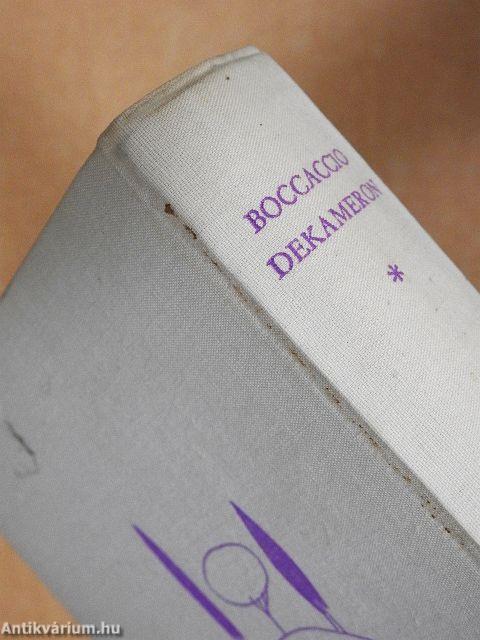 BOCCACCIO
DEKAMERON
*
Antikvárium.hu